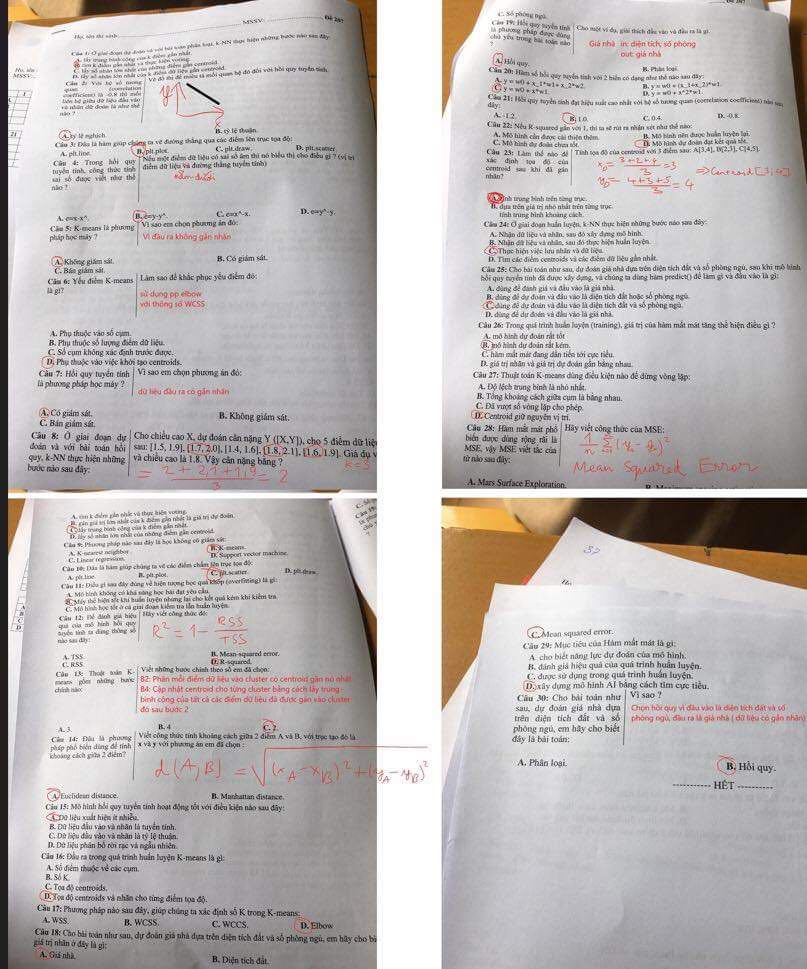 MSSV: Đề 287
Họ, tên thí sinh
Câu 1: Ở giai đoạn dự đoán và với bài toán phân loại, k-NN thực hiện những bước nào sau đây:
A. lấy trung bình cộng của k điểm gần nhất.
B. tìm k điểm gần nhất và thực hiện voting.
C. lấy số nhân lớn nhất của những điểm gần centroid.
D. lấy số nhân lớn nhất của k điểm dữ liệu gần centroid.
Câu 2: Với hệ số tương quan (correlation coefficient) là -0.8 thì mối liên hệ giữa dữ liệu đầu vào và nhãn đó là như thế nào ?
Vẽ đồ thị để miêu tả mối quan hệ đó đối với hồi quy tuyến tính.
y
x
A. tỷ lệ nghịch
B. tỷ lệ thuận.
Câu 3: Đâu là hàm giúp chúng ta vẽ đường thẳng qua các điểm lên trục tọa độ:
A. plt.line. B. plt.plot. C. plt.draw. D. plt.scatter
Câu 4: Trong hồi quy tuyến tính, công thức tính sai số được viết như thế nào ?
Nếu một điểm dữ liệu có sai số âm thì nó biểu thị cho điều gì ? (vị trí điểm dữ liệu và đường thẳng tuyến tính)
nằm dưới
A. e=x-x^. B. e=y-y^. C. e=x^-x. D. e=y^-y.
Câu 5: K-means là phương pháp học máy ?
Vì sao em chọn phương án đó:
Vì đầu ra không gán nhãn
A. Không giám sát. B. Có giám sát.
C. Bán giám sát.
Câu 6: Yếu điểm K-means là gì?
Làm sao để khắc phục yếu điểm đó:
sử dụng pp elbow
với thông số WCSS
A. Phụ thuộc vào số cụm.
B. Phụ thuộc số lượng điểm dữ liệu.
C. Số cụm không xác định trước được.
D. Phụ thuộc vào việc khởi tạo centroids.
Câu 7: Hồi quy tuyến tính là phương pháp học máy ?
Vì sao em chọn phương án đó:
dữ liệu đầu ra có gán nhãn
A. Có giám sát. B. Không giám sát.
C. Bán giám sát.
Câu 8: Ở giai đoạn dự đoán và với bài toán hồi quy, k-NN thực hiện những bước nào sau đây:
Cho chiều cao X, dự đoán cân nặng Y ([X,Y]), cho 5 điểm dữ liệu
sau: [1.5, 1.9], [1.7, 2.0], [1.4, 1.6], [1.8, 2.1], [1.6, 1.9]. Giả dụ v
và chiều cao là 1.8. Vậy cân nặng bằng ?
k=3
= (2 + 2,1 + 1,9)/3 = 2
C. Số phòng ngủ.
Câu 19: Hồi quy tuyến tính là phương pháp được dùng chủ yếu trong bài toán nào ?
Cho một ví dụ, giải thích đầu vào và đầu ra là gì.
Giá nhà in: diện tích, số phòng
out: giá nhà
A. Hồi quy. B. Phân loại.
Câu 20: Hàm số hồi quy tuyến tính với 2 biến có dạng như thế nào sau đây:
A. y = w0 + x_1*w1 + x_2*w2. B. y = w0 + (x_1+x_2)*w1.
C. y = w0 + x*w1. D. y = w0 + x^2*w1.
Câu 21: Hồi quy tuyến tính đạt hiệu suất cao nhất với hệ số tương quan (correlation coefficient) nào sau đây:
A. -1.2. B. 1.0. C. 0.4. D. -0.8.
Câu 22: Nếu R-squared gần với 1, thì ta sẽ rút ra nhận xét như thế nào:
A. Mô hình cần được cải thiện thêm. B. Mô hình nên được huấn luyện lại.
C. Mô hình dự đoán chưa tốt. D. Mô hình dự đoán đạt kết quả tốt.
Câu 23: Làm thế nào để xác định tọa độ của centroid sau khi đã gán nhãn?
Tính tọa độ của centroid với 3 điểm sau: A[3,4], B[2,3], C[4,5].
xD = (3+2+4)/3 = 3
yD = (4+3+5)/3 = 4
=> centroid [3;4]
A. tính trung bình trên từng trục.
B. dựa trên giá trị nhỏ nhất trên từng trục.
tính trung bình khoảng cách.
Câu 24: Ở giai đoạn huấn luyện, k-NN thực hiện những bước nào sau đây:
A. Nhận dữ liệu và nhãn, sau đó xây dựng mô hình.
B. Nhận dữ liệu và nhãn, sau đó thực hiện huấn luyện.
C. Thực hiện việc lưu nhãn và dữ liệu.
D. Tìm các điểm centroids và các điểm dữ liệu gần nhất.
Câu 25: Cho bài toán như sau, dự đoán giá nhà dựa trên diện tích đất và số phòng ngủ, sau khi mô hình
hồi quy tuyến tính đã được xây dựng, và chúng ta dùng hàm predict() để làm gì và đầu vào là gì:
A. dùng để đánh giá và đầu vào là giá nhà.
B. dùng để dự đoán và đầu vào là diện tích đất hoặc số phòng ngủ.
C. dùng để dự đoán và đầu vào là diện tích đất và số phòng ngủ.
D. dùng để dự đoán và đầu vào là giá nhà.
Câu 26: Trong quá trình huấn luyện (training), giá trị của hàm mất mát tăng thể hiện điều gì ?
A. mô hình dự đoán rất tốt
B. mô hình dự đoán rất kém.
C. hàm mất mát đang dần tiến tới cực tiểu.
D. giá trị nhãn và giá trị dự đoán gần bằng nhau.
Câu 27: Thuật toán K-means dùng điều kiện nào để dừng vòng lặp:
A. Độ lệch trung bình là nhỏ nhất.
B. Tổng khoảng cách giữa cụm là bằng nhau.
C. Đã vượt số vòng lặp cho phép.
D. Centroid giữ nguyên vị trí.
Câu 28: Hàm mất mát phổ biến được dùng rộng rãi là MSE, vậy MSE viết tắc của từ nào sau đây:
Hãy viết công thức của MSE:
1/n Σ (yi - ŷi)²
Mean Squared Error
A. Mars Surface Exploration.
A. tìm k điểm gần nhất và thực hiện voting.
B. gán giá trị lớn nhất của k điểm gần nhất là giá trị dự đoán.
C. lấy trung bình cộng của k điểm gần nhất.
D. lấy số nhân lớn nhất của những điểm gần centroid.
Câu 9: Phương pháp nào sau đây là học không có giám sát:
A. K-nearest neighbor. B. K-means.
C. Linear regression. D. Support vector machine.
Câu 10: Đâu là hàm giúp chúng ta vẽ các điểm chấm lên trục tọa độ:
A. plt.line. B. plt.plot. C. plt.scatter. D. plt.draw.
Câu 11: Điều gì sau đây đúng về hiện tượng học quá khớp (overfitting) là gì:
A. Mô hình không có khả năng học bài đạt yêu cầu.
B. Máy thể hiện tốt khi huấn luyện nhưng lại cho kết quả kém khi kiểm tra.
C. Mô hình học tốt ở cả giai đoạn kiểm tra lẫn huấn luyện.
Câu 12: Để đánh giá hiệu quả của mô hình hồi quy tuyến tính ta dùng thông số nào sau đây:
Hãy viết công thức đó:
R² = 1 - RSS/TSS
A. TSS. B. Mean-squared error.
C. RSS. D. R-squared.
Câu 13: Thuật toán K-means gồm những bước chính nào:
Viết những bước chính theo số em đã chọn:
B2: Phân mỗi điểm dữ liệu vào cluster có centroid gần nó nhất
B4: Cập nhật centroid cho từng cluster bằng cách lấy trung
bình cộng của tất cả các điểm dữ liệu đã được gán vào cluster
đó sau bước 2
A. 3. B. 4 C. 2.
Câu 14: Đâu là phương pháp phổ biến dùng để tính khoảng cách giữa 2 điểm?
Viết công thức tính khoảng cách giữa 2 điểm A và B, với trục tạo độ là
x và y với phương án em đã chọn :
d(A,B) = √((xA - xB)² + (yA - yB)²)
A. Euclidean distance. B. Manhattan distance.
Câu 15: Mô hình hồi quy tuyến tính hoạt động tốt với điều kiện nào sau đây:
A. Dữ liệu xuất hiện ít nhiễu.
B. Dữ liệu đầu vào và nhãn là tuyến tính.
C. Dữ liệu đầu vào và nhãn là tỷ lệ thuận.
D. Dữ liệu phân bố rời rạc và ngẫu nhiên.
Câu 16: Đầu ra trong quá trình huấn luyện K-means là gì:
A. Số điểm thuộc về các cụm.
B. Số K.
C. Tọa độ centroids.
D. Tọa độ centroids và nhãn cho từng điểm tọa độ.
Câu 17: Phương pháp nào sau đây, giúp chúng ta xác định số K trong K-means:
A. WSS. B. WCSS. C. WCCS. D. Elbow
Câu 18: Cho bài toán như sau, dự đoán giá nhà dựa trên diện tích đất và số phòng ngủ, em hãy cho bi
giá trị nhãn ở đây là gì:
A. Giá nhà. B. Diện tích đất.
C. Mean squared error.
Câu 29: Mục tiêu của Hàm mất mát là gì:
A. cho biết năng lực dự đoán của mô hình.
B. đánh giá hiệu quả của quá trình huấn luyện.
C. được sử dụng trong quá trình huấn luyện.
D. xây dựng mô hình AI bằng cách tìm cực tiểu.
Câu 30: Cho bài toán như sau, dự đoán giá nhà dựa trên diện tích đất và số phòng ngủ, em hãy cho biết đây là bài toán:
Vì sao ?
Chọn hồi quy vì đầu vào là diện tích đất và số
phòng ngủ, đầu ra là giá nhà ( dữ liệu có gán nhãn)
A. Phân loại. B. Hồi quy.
----------- HẾT ----------